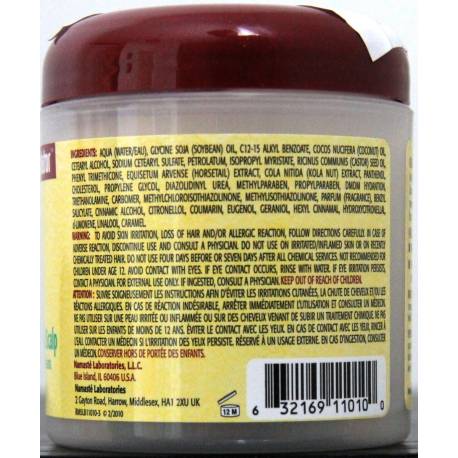 INGREDIENTS: AQUA (WATER/EAU), GLYCINE SOJA (SOYBEAN) OIL, C12-15 ALKYL BENZOATE, COCOS NUCIFERA (COCONUT) OIL,
CETEARYL ALCOHOL, SODIUM CETEARYL SULFATE, PETROLATUM, ISOPROPYL MYRISTATE, RICINUS COMMUNIS (CASTOR) SEED OIL,
PHENYL TRIMETHICONE, EQUISETUM ARVENSE (HORSETAIL) EXTRACT, COLA NITIDA (KOLA NUT) EXTRACT, PANTHENOL,
CHOLESTEROL, PROPYLENE GLYCOL, DIAZOLIDINYL UREA, METHYLPARABEN, PROPYLPARABEN, DMDM HYDANTOIN,
TRIETHANOLAMINE, CARBOMER, METHYLCHLOROISOTHIAZOLINONE, METHYLISOTHIAZOLINONE, PARFUM (FRAGRANCE), BENZYL
SALICYLATE, CINNAMIC ALCOHOL, CITRONELLOL, COUMARIN, EUGENOL, GERANIOL, HEXYL CINNAMAL, HYDROXYCITRONELLA,
d-LIMONENE, LINALOOL, CARAMEL.
WARNING: TO AVOID SKIN IRRITATION, LOSS OF HAIR AND/OR ALLERGIC REACTION, FOLLOW DIRECTIONS CAREFULLY. IN CASE OF
ADVERSE REACTION, DISCONTINUE USE AND CONSULT A PHYSICIAN. DO NOT USE ON IRRITATED/INFLAMED SKIN OR ON RECENTLY
CHEMICALLY TREATED HAIR. DO NOT USE FOUR DAYS BEFORE OR SEVEN DAYS AFTER ALL CHEMICAL SERVICES. NOT RECOMMENDED FOR
CHILDREN UNDER AGE 12. AVOID CONTACT WITH EYES. IF EYE CONTACT OCCURS, RINSE WITH WATER. IF EYE IRRITATION PERSISTS,
CONTACT A PHYSICIAN. FOR EXTERNAL USE ONLY. IF INGESTED, CONSULT A PHYSICIAN. KEEP OUT OF REACH OF CHILDREN.
ATTENTION : SUIVRE SOIGNEUSEMENT LES INSTRUCTIONS AFIN D'ÉVITER LES IRRITATIONS CUTANÉES, LA CHUTE DE CHEVEUX ET/OU LES
RÉACTIONS ALLERGIQUES. EN CAS DE RÉACTION INDÉSIRABLE, ARRÊTER IMMÉDIATEMENT L'UTILISATION ET CONSULTER UN MÉDECIN.
NE PAS UTILISER SUR UNE PEAU IRRITÉE OU INFLAMMÉE OU SUR DES CHEVEUX VENANT DE SUBIR UN TRAITEMENT CHIMIQUE. NE PAS
UTILISER SUR LES ENFANTS DE MOINS DE 12 ANS. ÉVITER LE CONTACT AVEC LES YEUX. EN CAS DE CONTACT AVEC LES YEUX, RINCER
L'EAU. CONTACTER UN MÉDECIN SI L'IRRITATION DES YEUX PERSISTE. RÉSERVÉ À UN USAGE EXTERNE. EN CAS D'INGESTION, CONSULTER
UN MÉDECIN. CONSERVER HORS DE PORTÉE DES ENFANTS.
Scalp
Namasté Laboratories, L.L.C.
Blue Island, IL 60406 U.S.A.
Namasté Laboratories
2 Gayton Road, Harrow, Middlesex, HA1 2XU UK
RMSLB11010-3 © 2/2010
12 M
6 32169 11010 0